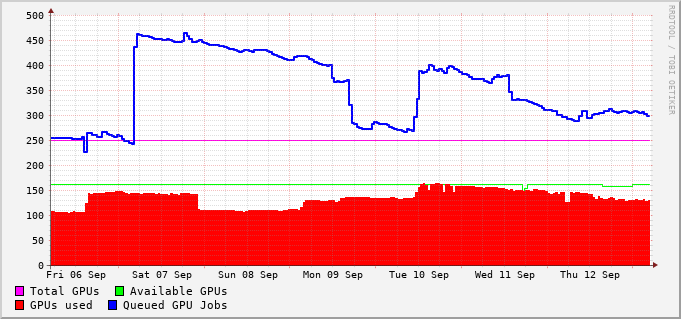 500
450
400
350
300
250
200
150
100
50
0
Fri 06 Sep Sat 07 Sep Sun 08 Sep Mon 09 Sep Tue 10 Sep Wed 11 Sep Thu 12 Sep
Total GPUs Available GPUs
GPUs used Queued GPU Jobs
RRDTOOL / TOBI OETIKER